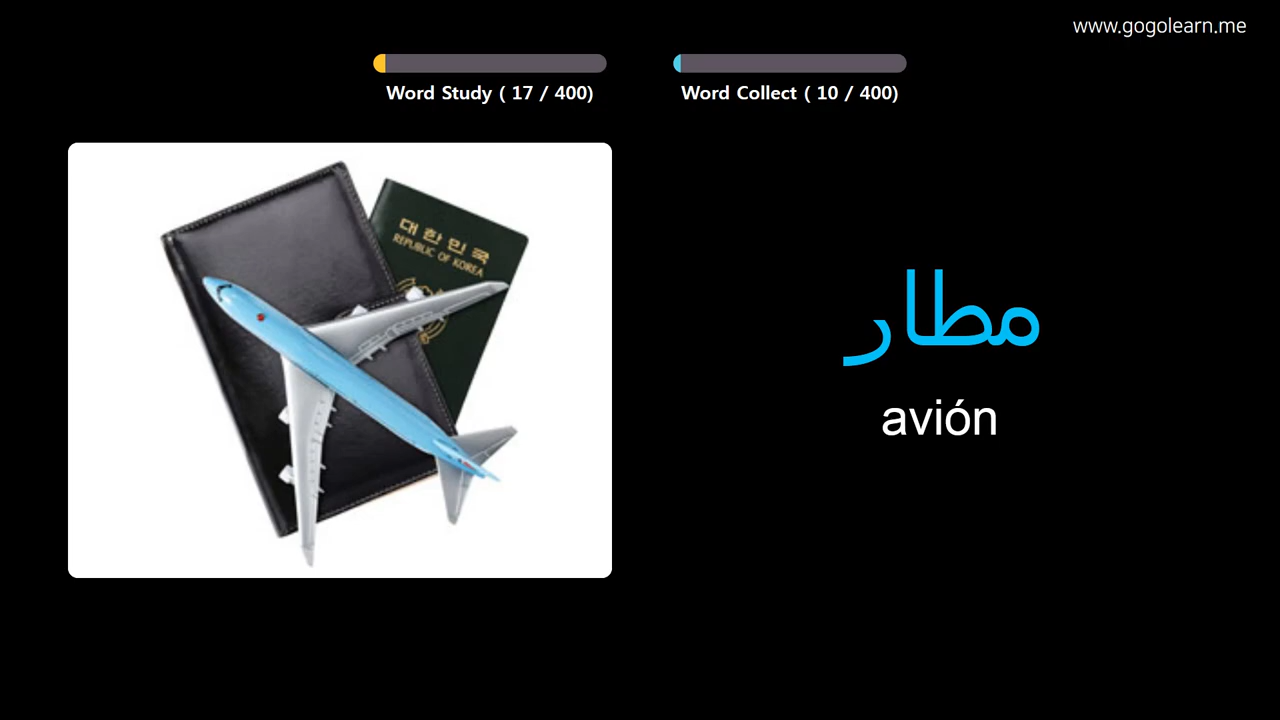 www.gogolearn.me
Word Study ( 17 / 400)
Word Collect ( 10 / 400)
대한민국
REPUBLIC OF KOREA
مطار
avión